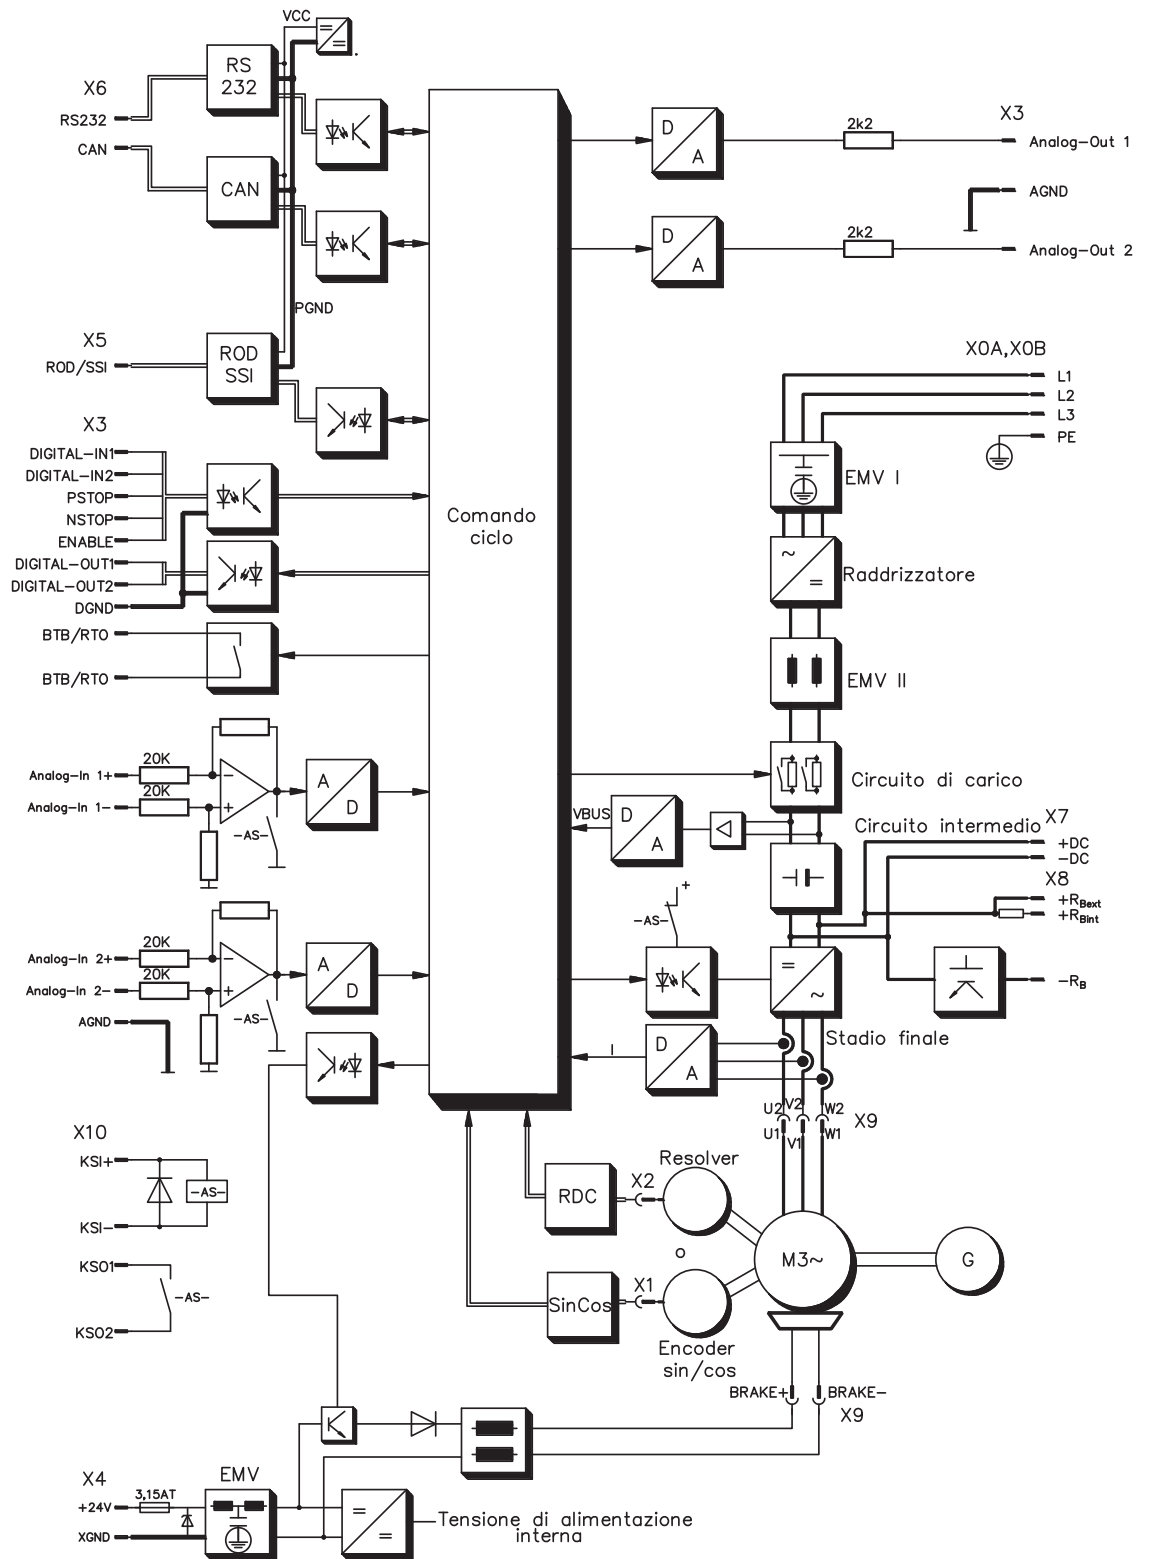 VCC
X6
RS
232
RS232
CAN
CAN
PGND
X5
ROD/SSI
ROD
SSI
X3
DIGITAL-IN1
DIGITAL-IN2
PSTOP
NSTOP
ENABLE
DIGITAL-OUT1
DIGITAL-OUT2
DGND
BTB/RTO
BTB/RTO
Analog-In 1+
20K
Analog-In 1-
20K
-AS-
A
D
Analog-In 2+
20K
Analog-In 2-
20K
-AS-
A
D
AGND
X10
KSI+
-AS-
KSI-
KSO1
-AS-
KSO2
X4
+24V
3,15AT
XGND
EMV
Tensione di alimentazione
interna
Comando
ciclo
D
A
2k2
X3
Analog-Out 1
AGND
D
A
2k2
Analog-Out 2
X0A,X0B
L1
L2
L3
PE
EMV I
Raddrizzatore
EMV II
Circuito di carico
VBUS
D
A
Circuito intermedio
X7
+DC
-DC
X8
+RBext
+RBint
-RB
+
-AS-
Stadio finale
I
D
A
U2
V2
W2
X9
U1
V1
W1
Resolver
RDC
X2
M3~
G
o
SinCos
X1
Encoder
sin/cos
BRAKE+
BRAKE-
X9